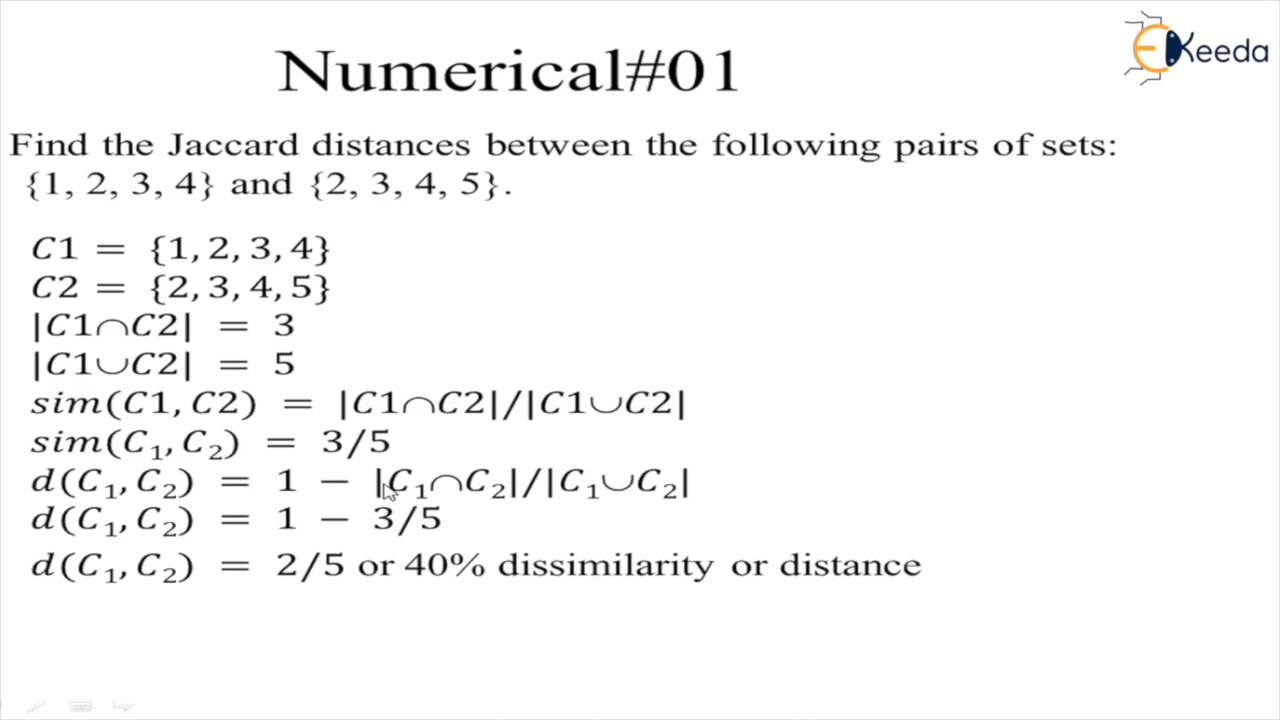 EKeeda
Numerical#01
Find the Jaccard distances between the following pairs of sets:
{1, 2, 3, 4} and {2, 3, 4, 5}.
C1 = {1, 2, 3, 4}
C2 = {2, 3, 4, 5}
|C1∩C2| = 3
|C1∪C2| = 5
sim(C1, C2) = |C1∩C2|/|C1∪C2|
sim(C₁, C₂) = 3/5
d(C₁, C₂) = 1 − |C₁∩C₂|/|C₁∪C₂|
d(C₁, C₂) = 1 − 3/5
d(C₁, C₂) = 2/5 or 40% dissimilarity or distance